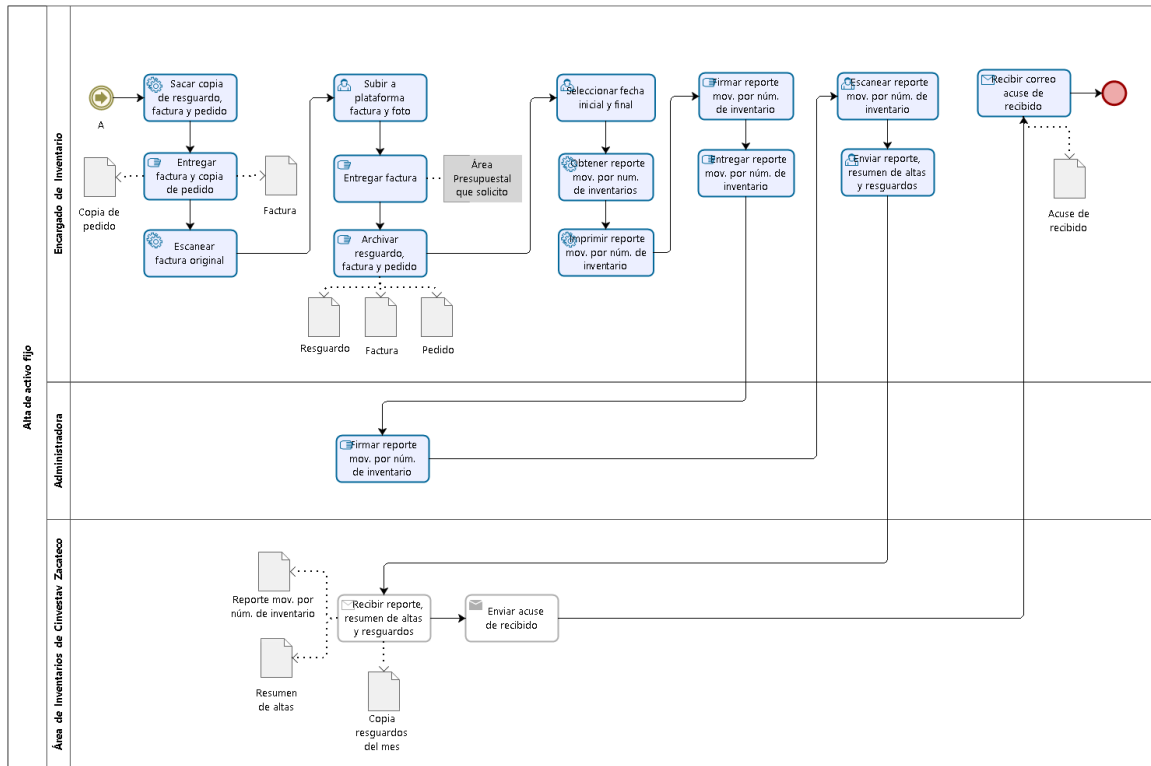 Alta de activo fijo
Encargado de Inventario
A
Sacar copia
de resguardo,
factura y pedido
Entregar
factura y copia
de pedido
Copia de
pedido
Factura
Escanear
factura original
Subir a
plataforma
factura y foto
Entregar factura
Área
Presupuestal
que solicito
Archivar
resguardo,
factura y pedido
Resguardo
Factura
Pedido
Seleccionar fecha
inicial y final
Obtener reporte
mov. por num.
de inventarios
Imprimir reporte
mov. por núm. de
inventario
Firmar reporte
mov. por núm. de
inventario
Entregar reporte
mov. por núm. de
inventario
Escanear reporte
mov. por núm. de
inventario
Enviar reporte,
resumen de altas
y resguardos
Recibir correo
acuse de
recibido
Acuse de
recibido
Administradora
Firmar reporte
mov. por núm.
de inventario
Área de Inventarios de Cinvestav Zacateco
Reporte mov. por
núm. de inventario
Resumen
de altas
Recibir reporte,
resumen de altas
y resguardos
Copia
resguardos
del mes
Enviar acuse
de recibido